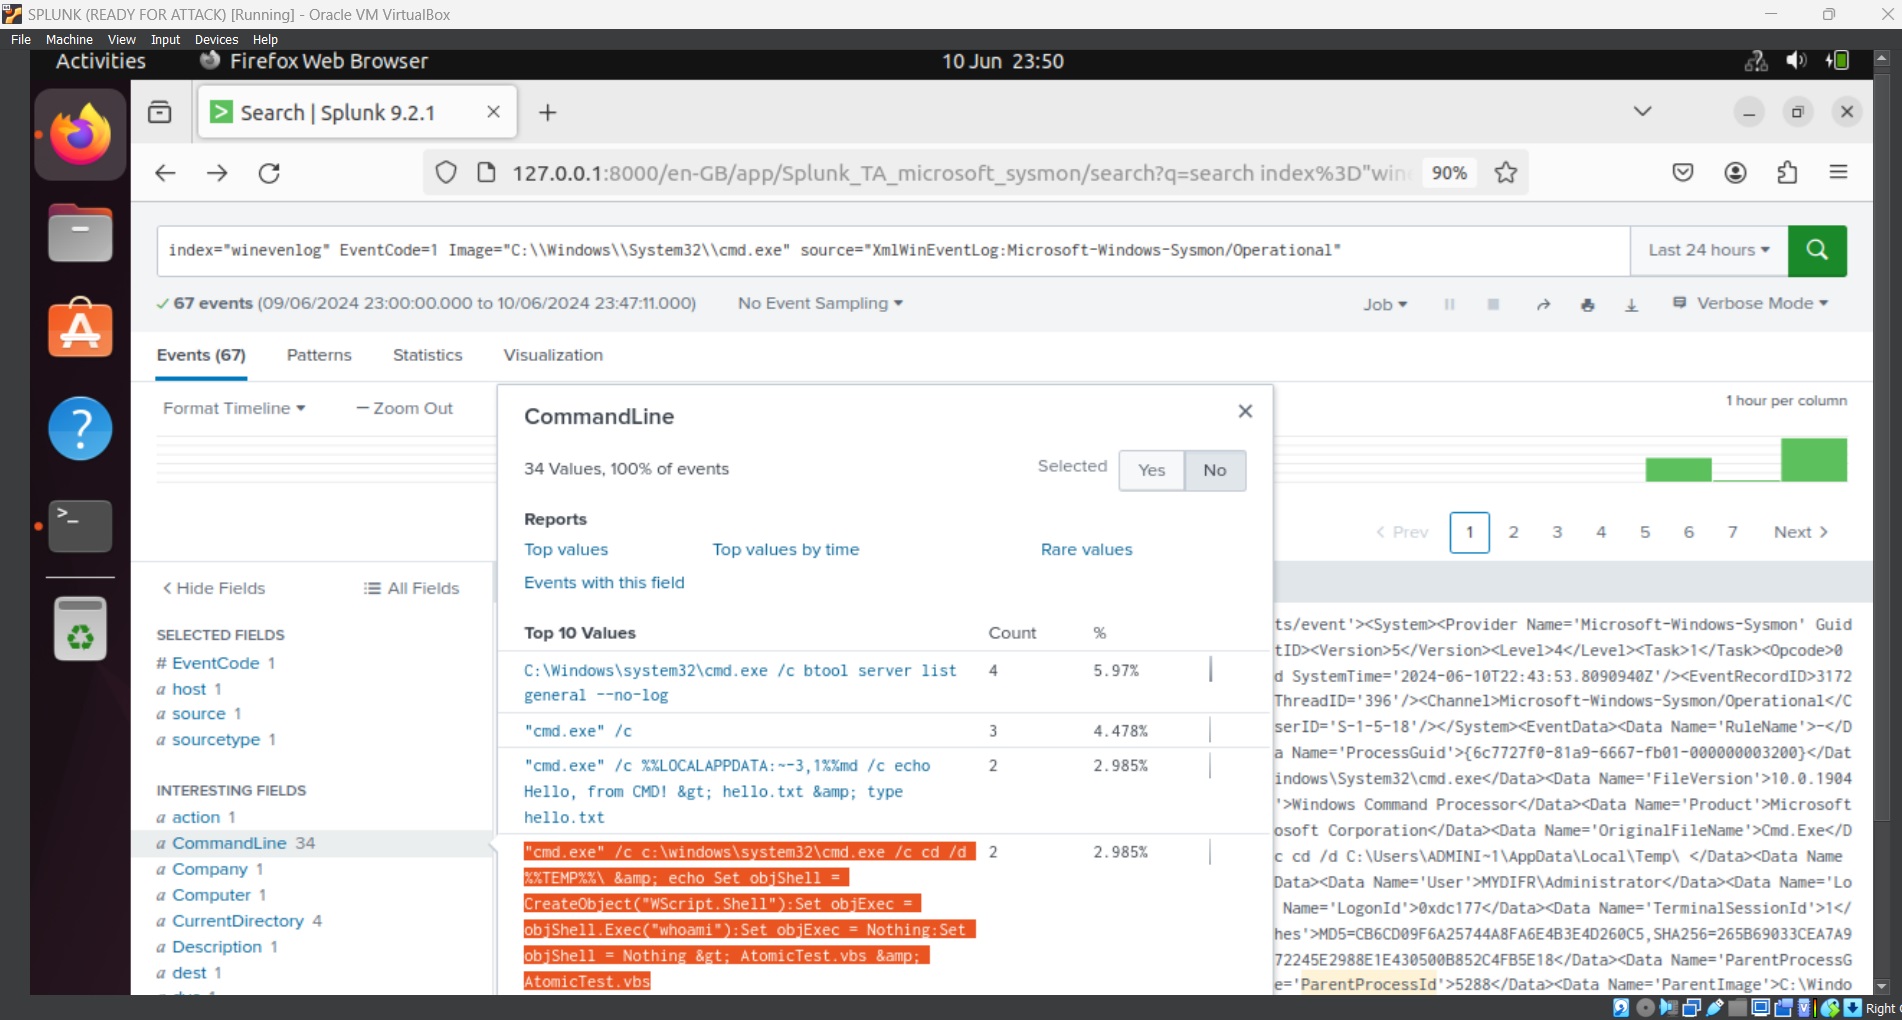 SPLUNK (READY FOR ATTACK) [Running] - Oracle VM VirtualBox
File Machine View Input Devices Help
Activities Firefox Web Browser 10 Jun 23:50
Search | Splunk 9.2.1
127.0.0.1:8000/en-GB/app/Splunk_TA_microsoft_sysmon/search?q=search index%3D"win 90%
index="winevenlog" EventCode=1 Image="C:\\Windows\\System32\\cmd.exe" source="XmlWinEventLog:Microsoft-Windows-Sysmon/Operational" Last 24 hours
67 events (09/06/2024 23:00:00.000 to 10/06/2024 23:47:11.000) No Event Sampling Job Verbose Mode
Events (67) Patterns Statistics Visualization
Format Timeline — Zoom Out 1 hour per column
CommandLine
34 Values, 100% of events Selected Yes No
Reports
Top values Top values by time Rare values
Events with this field
< Prev 1 2 3 4 5 6 7 Next >
< Hide Fields All Fields
SELECTED FIELDS
# EventCode 1
a host 1
a source 1
a sourcetype 1
INTERESTING FIELDS
a action 1
a CommandLine 34
a Company 1
a Computer 1
a CurrentDirectory 4
a Description 1
a dest 1
Top 10 Values Count %
C:\Windows\system32\cmd.exe /c btool server list 4 5.97%
general --no-log
"cmd.exe" /c 3 4.478%
"cmd.exe" /c %%LOCALAPPDATA:~-3,1%%md /c echo 2 2.985%
Hello, from CMD! &gt; hello.txt &amp; type
hello.txt
"cmd.exe" /c c:\windows\system32\cmd.exe /c cd /d 2 2.985%
%%TEMP%%\ &amp; echo Set objShell =
CreateObject("WScript.Shell"):Set objExec =
objShell.Exec("whoami"):Set objExec = Nothing:Set
objShell = Nothing &gt; AtomicTest.vbs &amp;
AtomicTest.vbs
ts/event'><System><Provider Name='Microsoft-Windows-Sysmon' Guid
tID><Version>5</Version><Level>4</Level><Task>1</Task><Opcode>0
d SystemTime='2024-06-10T22:43:53.8090940Z'/><EventRecordID>3172
ThreadID='396'/><Channel>Microsoft-Windows-Sysmon/Operational</C
serID='S-1-5-18'/></System><EventData><Data Name='RuleName'>-</D
a Name='ProcessGuid'>{6c7727f0-81a9-6667-fb01-000000003200}</Dat
indows\System32\cmd.exe</Data><Data Name='FileVersion'>10.0.1904
'>Windows Command Processor</Data><Data Name='Product'>Microsoft
osoft Corporation</Data><Data Name='OriginalFileName'>Cmd.Exe</D
c cd /d C:\Users\ADMINI~1\AppData\Local\Temp\ </Data><Data Name
Data><Data Name='User'>MYDIFR\Administrator</Data><Data Name='Lo
Name='LogonId'>0xdc177</Data><Data Name='TerminalSessionId'>1</
hes'>MD5=CB6CD09F6A25744A8FA6E4B3E4D260C5,SHA256=265B69033CEA7A9
72245E2988E1E430500B852C4FB5E18</Data><Data Name='ParentProcessG
e='ParentProcessId'>5288</Data><Data Name='ParentImage'>C:\Windo
Right